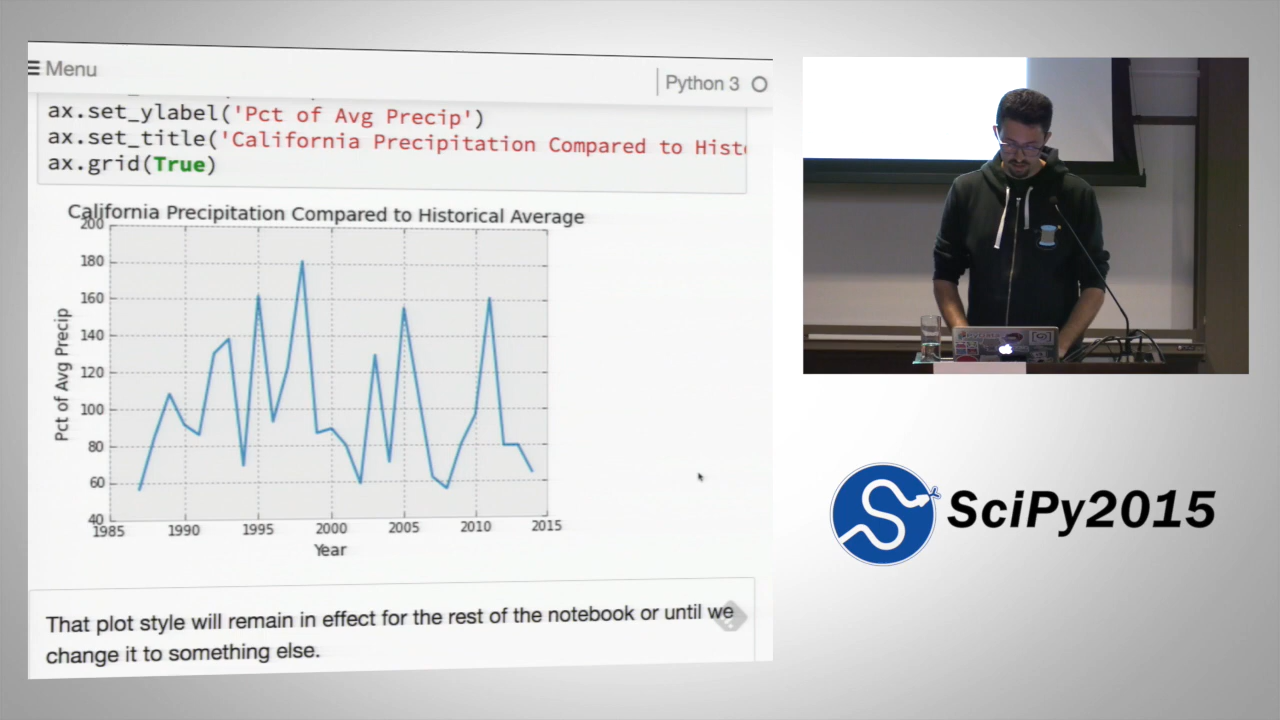 Menu
Python 3
ax.set_ylabel('Pct of Avg Precip')
ax.set_title('California Precipitation Compared to Hist
ax.grid(True)
California Precipitation Compared to Historical Average
200
180
160
140
120
100
80
60
40
Pct of Avg Precip
1985 1990 1995 2000 2005 2010 2015
Year
That plot style will remain in effect for the rest of the notebook or until we
change it to something else.
SciPy2015